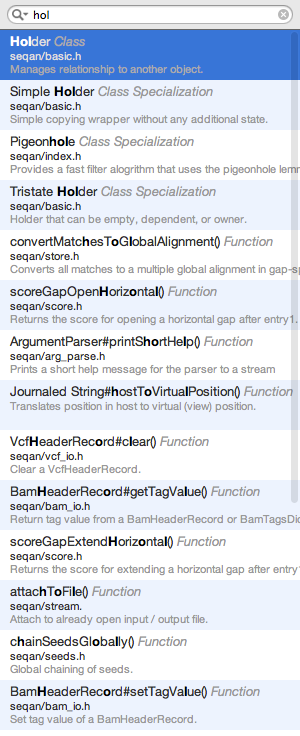 hol
Holder Class
seqan/basic.h
Manages relationship to another object.
Simple Holder Class Specialization
seqan/basic.h
Simple copying wrapper without any additional state.
Pigeonhole Class Specialization
seqan/index.h
Provides a fast filter alogrithm that uses the pigeonhole lemm
Tristate Holder Class Specialization
seqan/basic.h
Holder that can be empty, dependent, or owner.
convertMatchesToGlobalAlignment() Function
seqan/store.h
Converts all matches to a multiple global alignment in gap-sp
scoreGapOpenHorizontal() Function
seqan/score.h
Returns the score for opening a horizontal gap after entry1.
ArgumentParser#printShortHelp() Function
seqan/arg_parse.h
Prints a short help message for the parser to a stream
Journaled String#hostToVirtualPosition() Function
Translates position in host to virtual (view) position.
VcfHeaderRecord#clear() Function
seqan/vcf_io.h
Clear a VcfHeaderRecord.
BamHeaderRecord#getTagValue() Function
seqan/bam_io.h
Return tag value from a BamHeaderRecord or BamTagsDic
scoreGapExtendHorizontal() Function
seqan/score.h
Returns the score for extending a horizontal gap after entry1
attachToFile() Function
seqan/stream.
Attach to already open input / output file.
chainSeedsGlobally() Function
seqan/seeds.h
Global chaining of seeds.
BamHeaderRecord#setTagValue() Function
seqan/bam_io.h
Set tag value of a BamHeaderRecord.